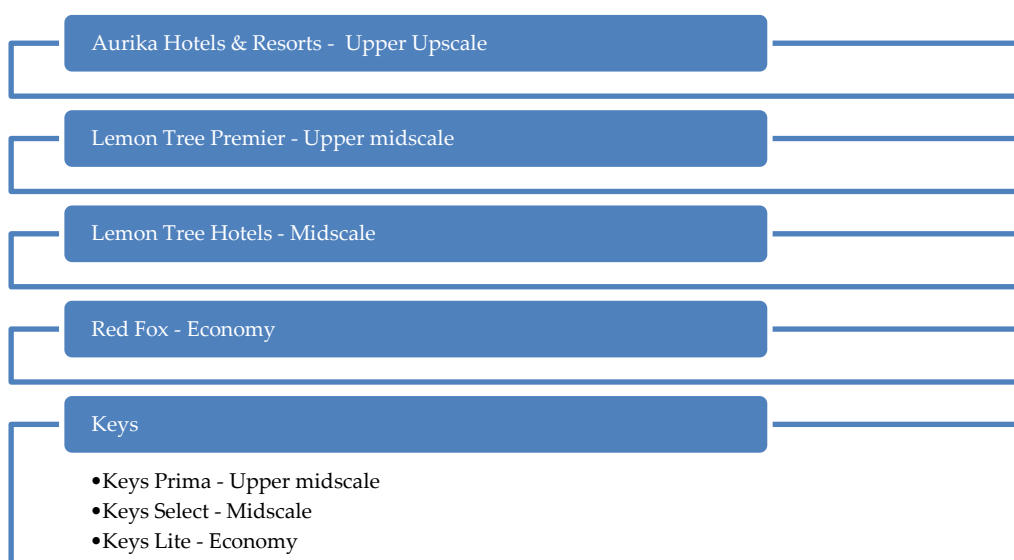 Aurika Hotels & Resorts -  Upper Upscale
Lemon Tree Premier - Upper midscale
Lemon Tree Hotels - Midscale
Red Fox - Economy
Keys
•Keys Prima - Upper midscale
•Keys Select - Midscale
•Keys Lite - Economy